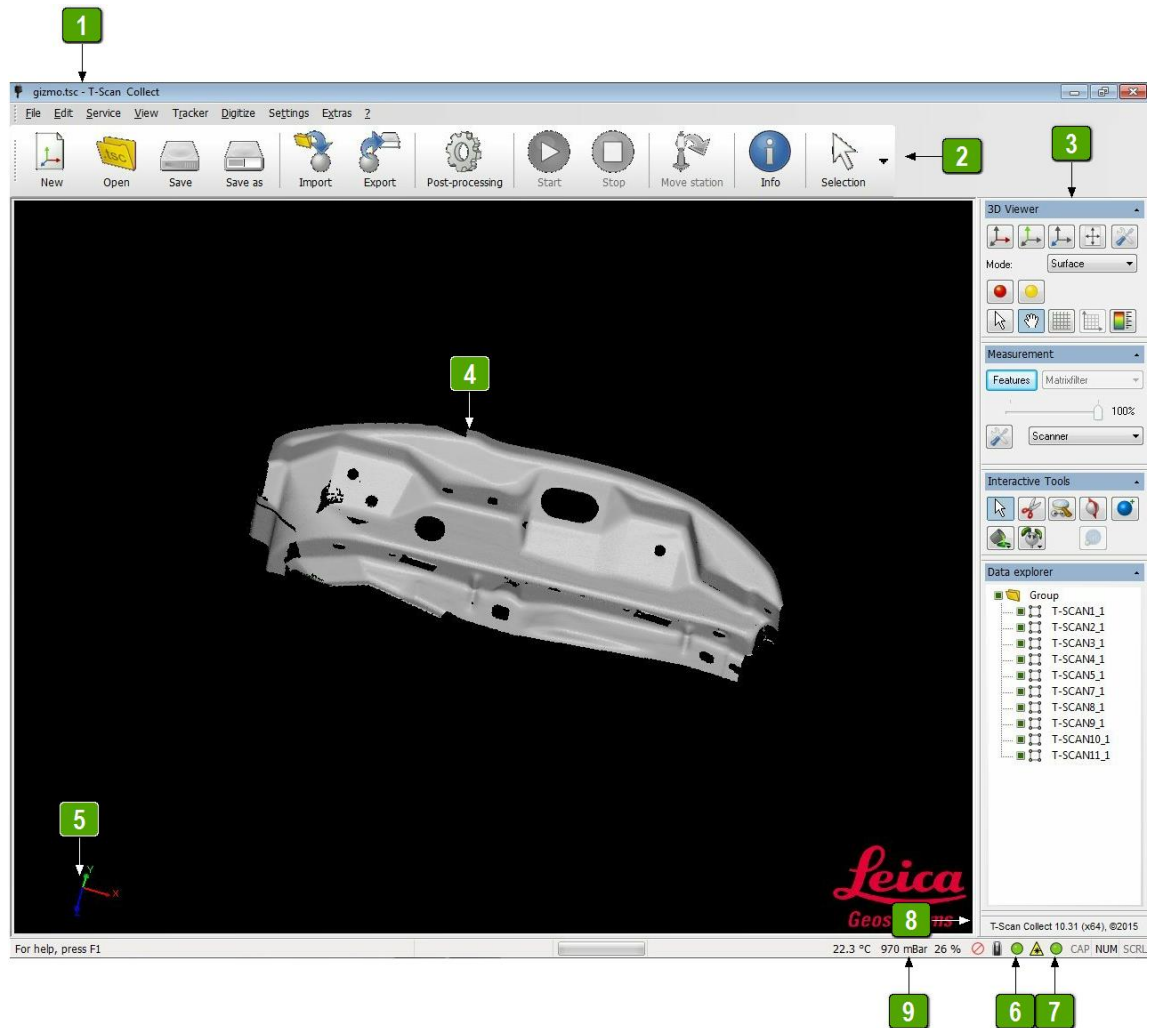 1
gizmo.tsc - T-Scan Collect
File Edit Service View Tracker Digitize Settings Extras ?
New Open Save Save as Import Export Post-processing Start Stop Move station Info Selection
.tsc
2
3
3D Viewer
Mode: Surface
4
Measurement
Features Matrixfilter
100%
Scanner
Interactive Tools
Data explorer
Group
T-SCAN1_1
T-SCAN2_1
T-SCAN3_1
T-SCAN4_1
T-SCAN5_1
T-SCAN7_1
T-SCAN8_1
T-SCAN9_1
T-SCAN10_1
T-SCAN11_1
5
Y
X
Z
Leica
8
T-Scan Collect 10.31 (x64), ©2015
For help, press F1
22.3 °C 970 mBar 26 % CAP NUM SCRL
9 6 7